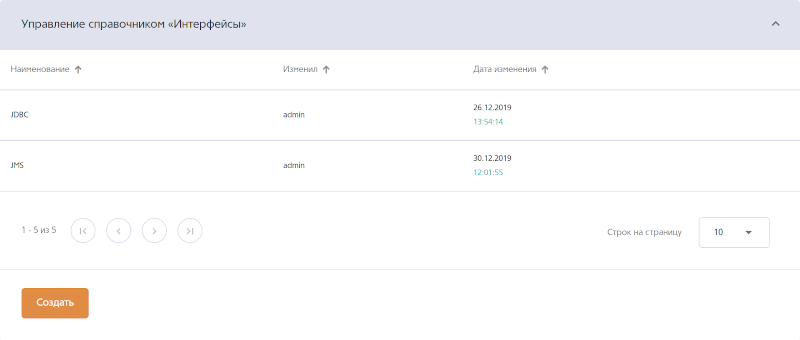 Управление справочником «Интерфейсы»
Наименование Изменил Дата изменения
JDBC admin 26.12.2019
13:54:14
JMS admin 30.12.2019
12:01:55
1 - 5 из 5 Строк на страницу 10
Создать